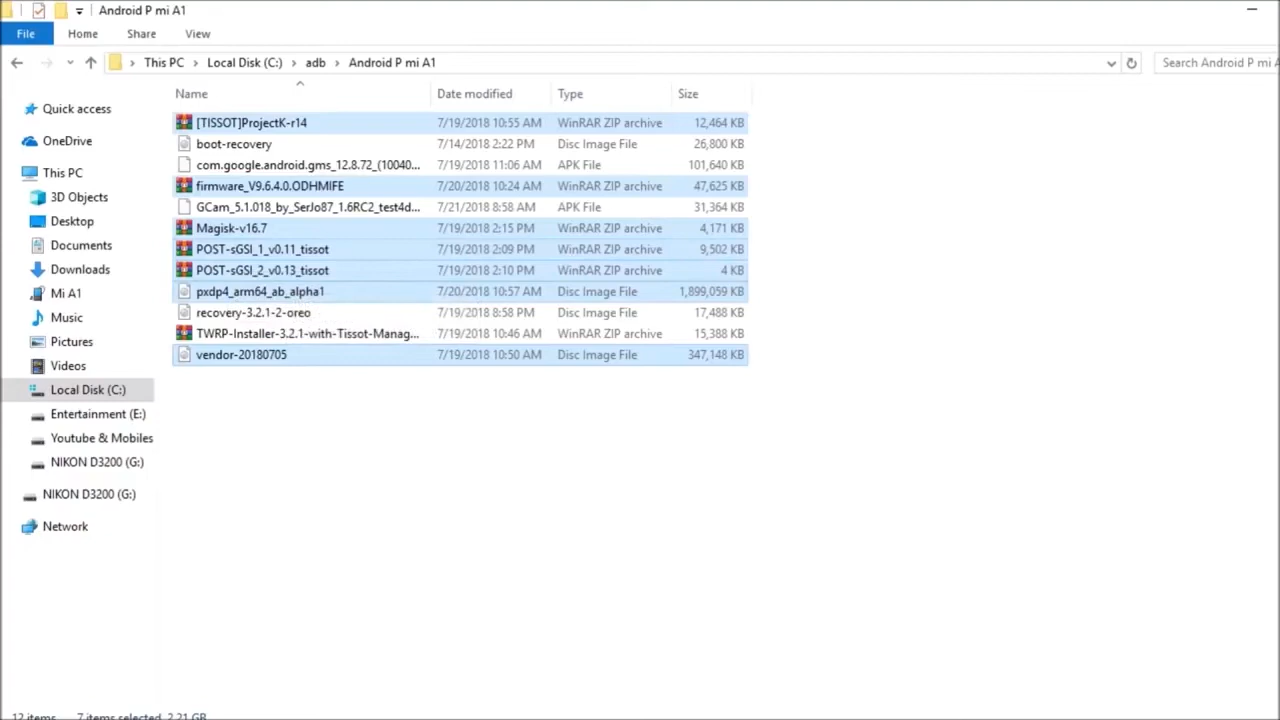 Android P mi A1
File Home Share View
This PC Local Disk (C:) adb Android P mi A1 Search Android P mi A
Name Date modified Type Size
[TISSOT]ProjectK-r14 7/19/2018 10:55 AM WinRAR ZIP archive 12,464 KB
boot-recovery 7/14/2018 2:22 PM Disc Image File 26,800 KB
com.google.android.gms_12.8.72_(10040... 7/19/2018 11:06 AM APK File 101,640 KB
firmware_V9.6.4.0.ODHMIFE 7/20/2018 10:24 AM WinRAR ZIP archive 47,625 KB
GCam_5.1.018_by_SerJo87_1.6RC2_test4d... 7/21/2018 8:58 AM APK File 31,364 KB
Magisk-v16.7 7/19/2018 2:15 PM WinRAR ZIP archive 4,171 KB
POST-sGSI_1_v0.11_tissot 7/19/2018 2:09 PM WinRAR ZIP archive 9,502 KB
POST-sGSI_2_v0.13_tissot 7/19/2018 2:10 PM WinRAR ZIP archive 4 KB
pxdp4_arm64_ab_alpha1 7/20/2018 10:57 AM Disc Image File 1,899,059 KB
recovery-3.2.1-2-oreo 7/19/2018 8:58 PM Disc Image File 17,488 KB
TWRP-Installer-3.2.1-with-Tissot-Manag... 7/19/2018 10:46 AM WinRAR ZIP archive 15,388 KB
vendor-20180705 7/19/2018 10:50 AM Disc Image File 347,148 KB
Quick access
OneDrive
This PC
3D Objects
Desktop
Documents
Downloads
Mi A1
Music
Pictures
Videos
Local Disk (C:)
Entertainment (E:)
Youtube & Mobiles
NIKON D3200 (G:)
NIKON D3200 (G:)
Network
12 items 7 items selected 2.21 GB